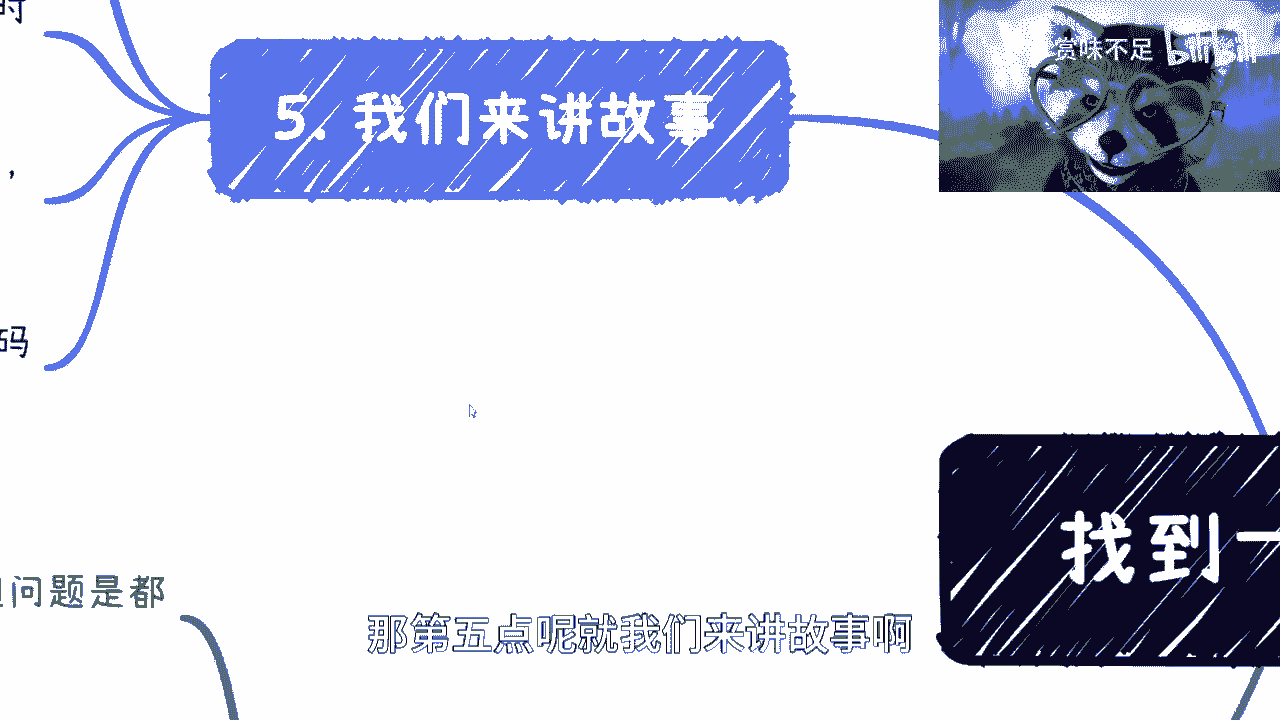 时
5. 我们来讲故事
赏味不足 bilibili
，
码
找到一
问题是都
那第五点呢就我们来讲故事啊